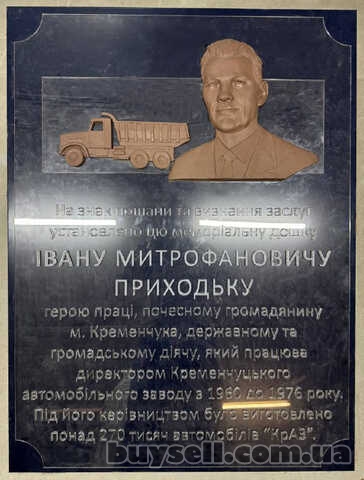 На знак пошани та визнання заслуг
установлено цю меморіальну дошку
ІВАНУ МИТРОФАНОВИЧУ
ПРИХОДЬКУ
герою праці, почесному громадянину
м. Кременчука, державному та
громадському діячу, який працював
директором Кременчуцького
автомобільного заводу з 1960 до 1976 року.
Під його керівництвом було виготовлено
понад 270 тисяч автомобілів "КрАЗ".
buysell.com.ua